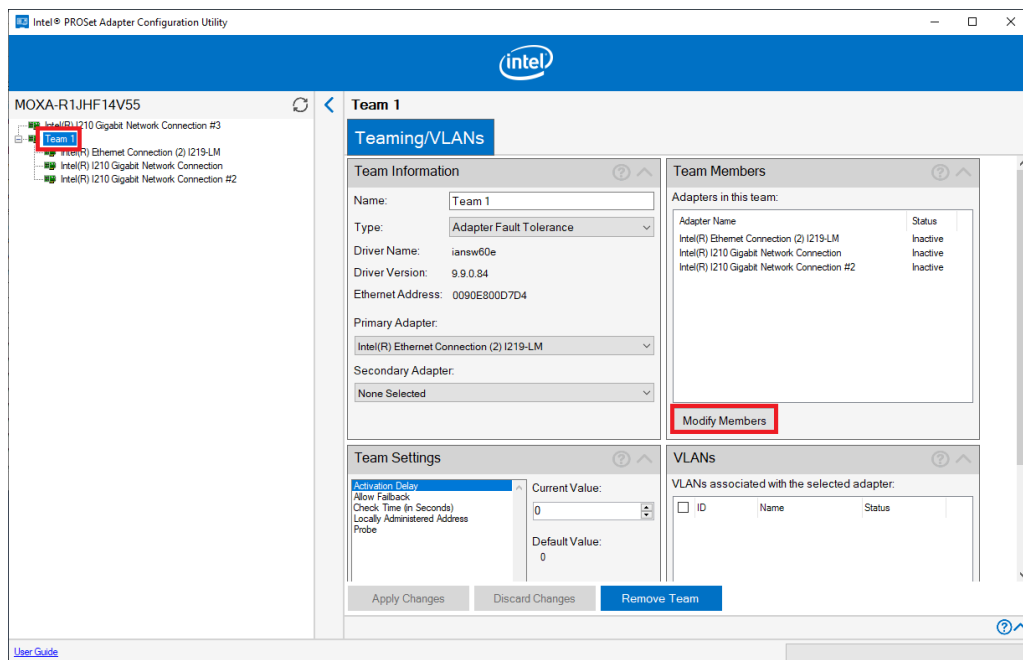 Intel® PROSet Adapter Configuration Utility
intel
MOXA-R1JHF14V55
Intel(R) I210 Gigabit Network Connection #3
Team 1
Intel(R) Ethernet Connection (2) I219-LM
Intel(R) I210 Gigabit Network Connection
Intel(R) I210 Gigabit Network Connection #2
Team 1
Teaming/VLANs
Team Information
Name: Team 1
Type: Adapter Fault Tolerance
Driver Name: iansw60e
Driver Version: 9.9.0.84
Ethernet Address: 0090E800D7D4
Primary Adapter:
Intel(R) Ethernet Connection (2) I219-LM
Secondary Adapter:
None Selected
Team Members
Adapters in this team:
Adapter Name Status
Intel(R) Ethernet Connection (2) I219-LM Inactive
Intel(R) I210 Gigabit Network Connection Inactive
Intel(R) I210 Gigabit Network Connection #2 Inactive
Modify Members
Team Settings
Activation Delay
Allow Failback
Check Time (in Seconds)
Locally Administered Address
Probe
Current Value:
0
Default Value:
0
VLANs
VLANs associated with the selected adapter:
ID Name Status
Apply Changes Discard Changes Remove Team
User Guide